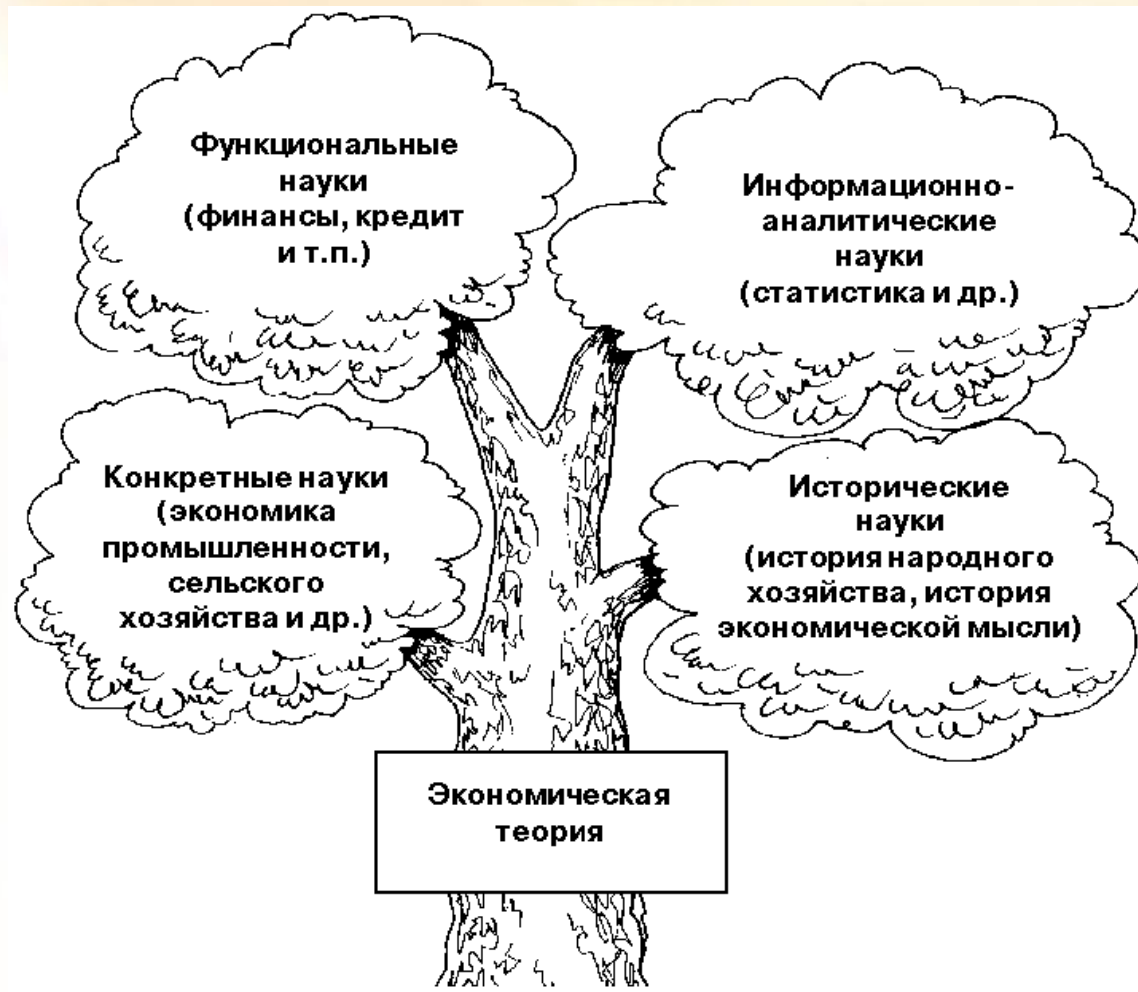 Функциональные
науки
(финансы, кредит
и т.п.)
Информационно-
аналитические
науки
(статистика и др.)
Конкретные науки
(экономика
промышленности,
сельского
хозяйства и др.)
Исторические
науки
(история народного
хозяйства, история
экономической мысли)
Экономическая
теория